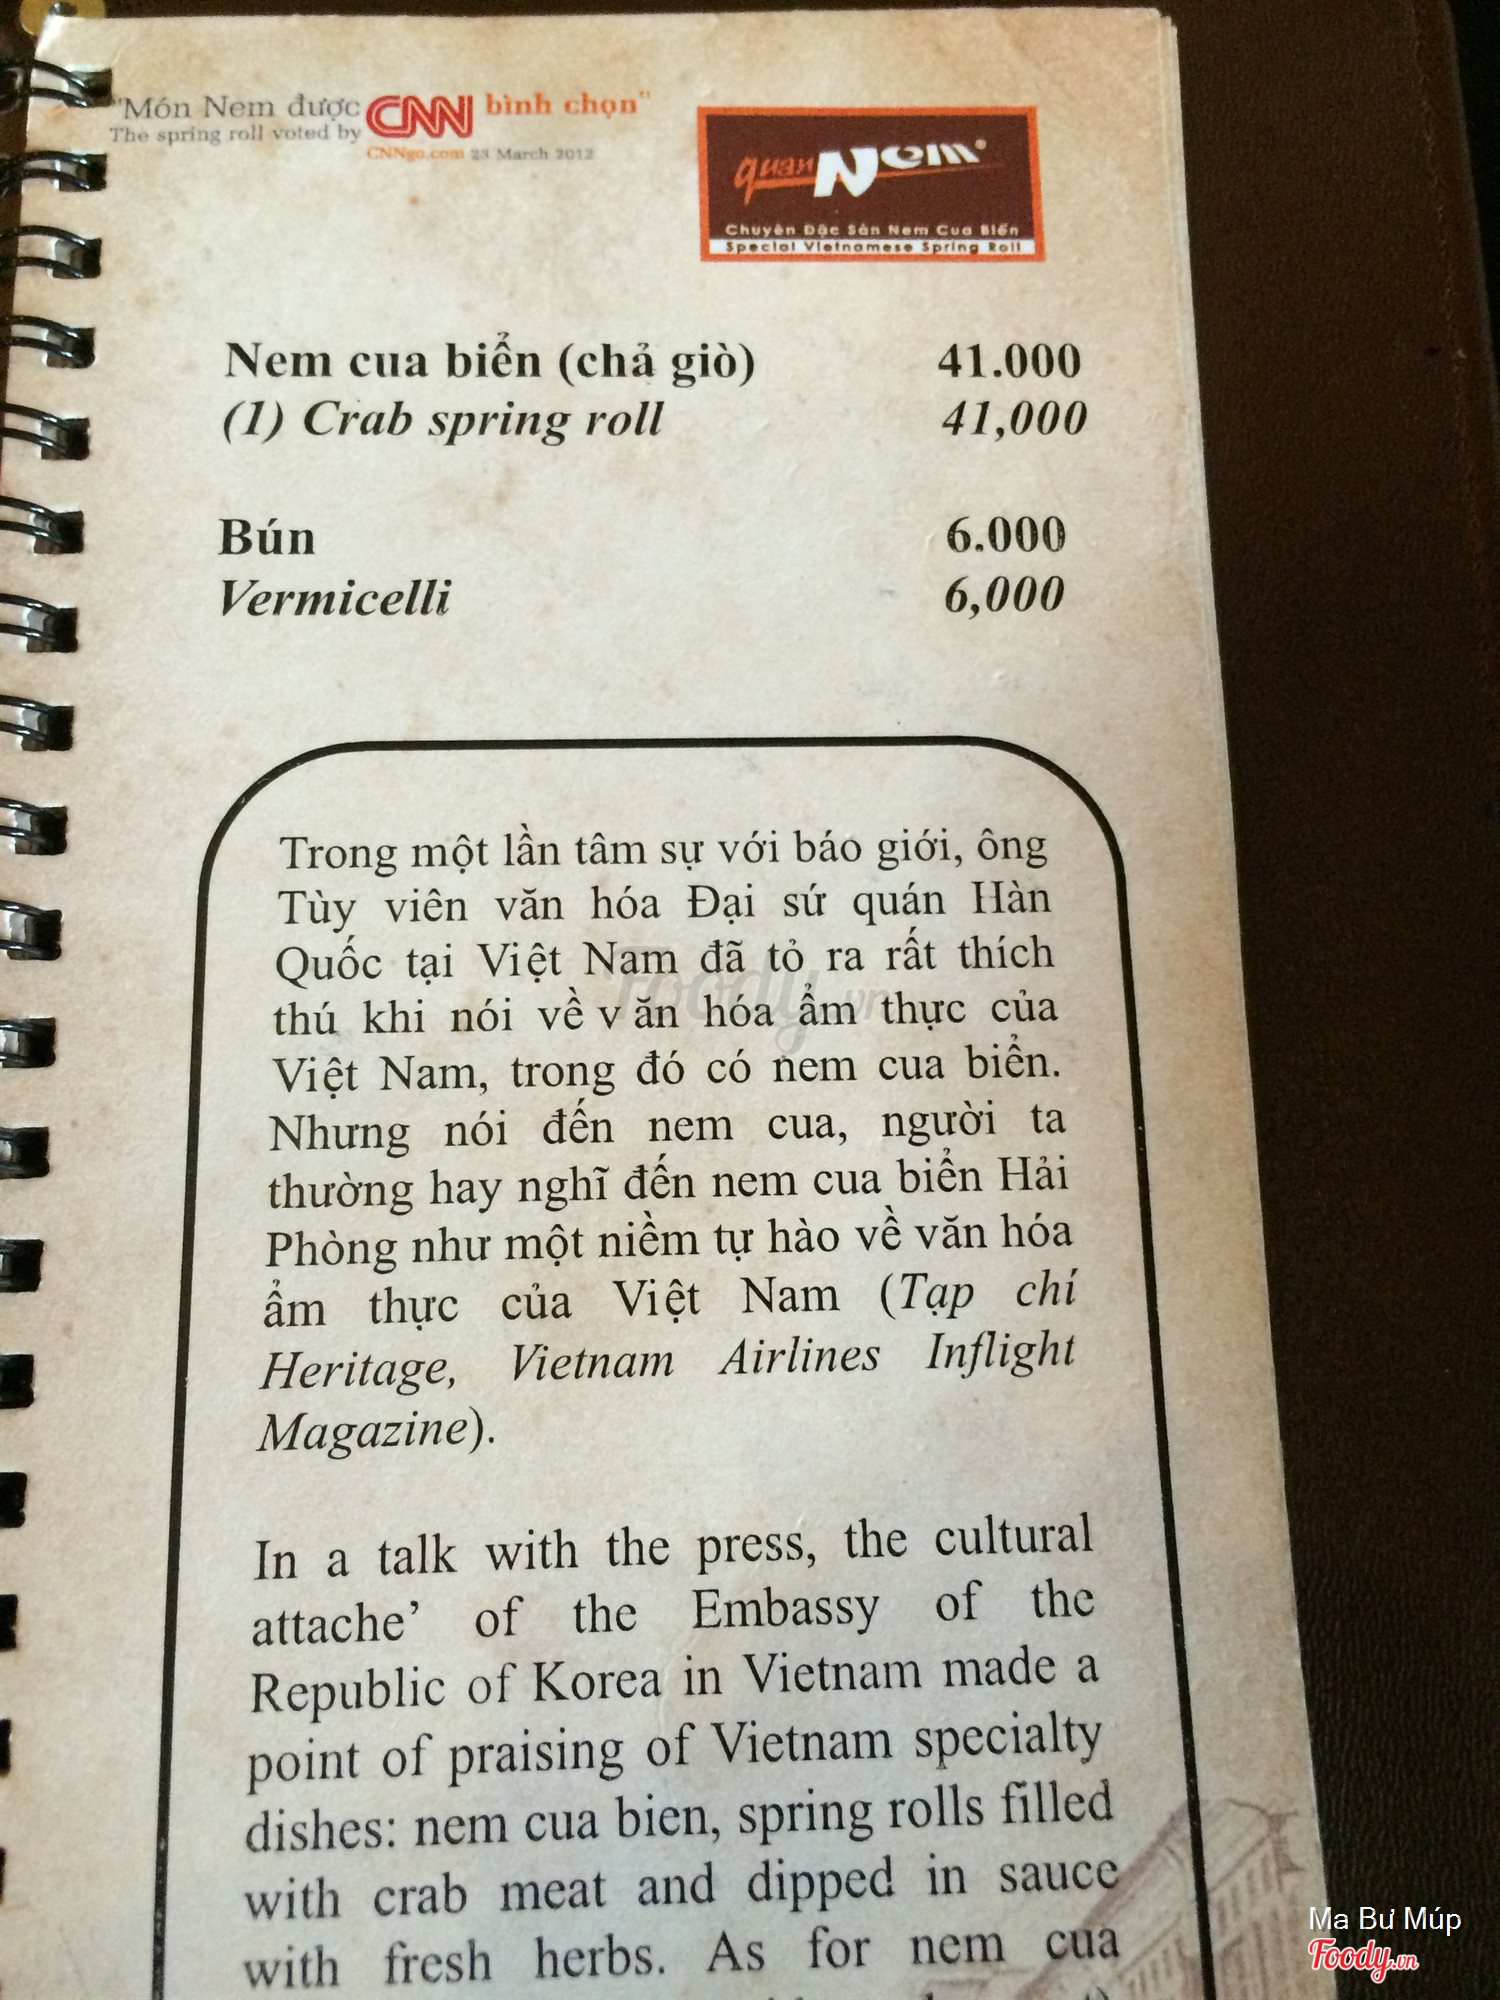 "Món Nem được CNN bình chọn"
The spring roll voted by
CNNgo.com 23 March 2012
quan Nem®
Chuyên Đặc Sản Nem Cua Biển
Special Vietnamese Spring Roll
Nem cua biển (chả giò) 41.000
(1) Crab spring roll 41,000
Bún 6.000
Vermicelli 6,000
Trong một lần tâm sự với báo giới, ông
Tùy viên văn hóa Đại sứ quán Hàn
Quốc tại Việt Nam đã tỏ ra rất thích
thú khi nói về văn hóa ẩm thực của
Việt Nam, trong đó có nem cua biển.
Nhưng nói đến nem cua, người ta
thường hay nghĩ đến nem cua biển Hải
Phòng như một niềm tự hào về văn hóa
ẩm thực của Việt Nam (Tạp chí
Heritage, Vietnam Airlines Inflight
Magazine).
In a talk with the press, the cultural
attache’ of the Embassy of the
Republic of Korea in Vietnam made a
point of praising of Vietnam specialty
dishes: nem cua bien, spring rolls filled
with crab meat and dipped in sauce
with fresh herbs. As for nem cua
Foody.vn
Ma Bư Múp
Foody.vn